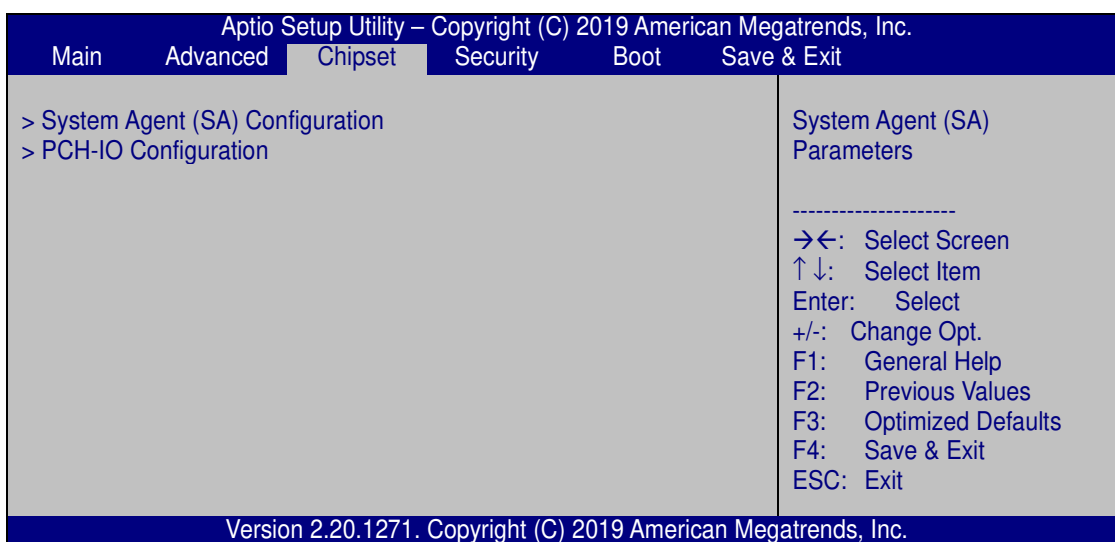 Aptio Setup Utility – Copyright (C) 2019 American Megatrends, Inc.
Main Advanced Chipset Security Boot Save & Exit
> System Agent (SA) Configuration
> PCH-IO Configuration
System Agent (SA)
Parameters
---------------------
→←: Select Screen
↑↓: Select Item
Enter: Select
+/-: Change Opt.
F1: General Help
F2: Previous Values
F3: Optimized Defaults
F4: Save & Exit
ESC: Exit
Version 2.20.1271. Copyright (C) 2019 American Megatrends, Inc.